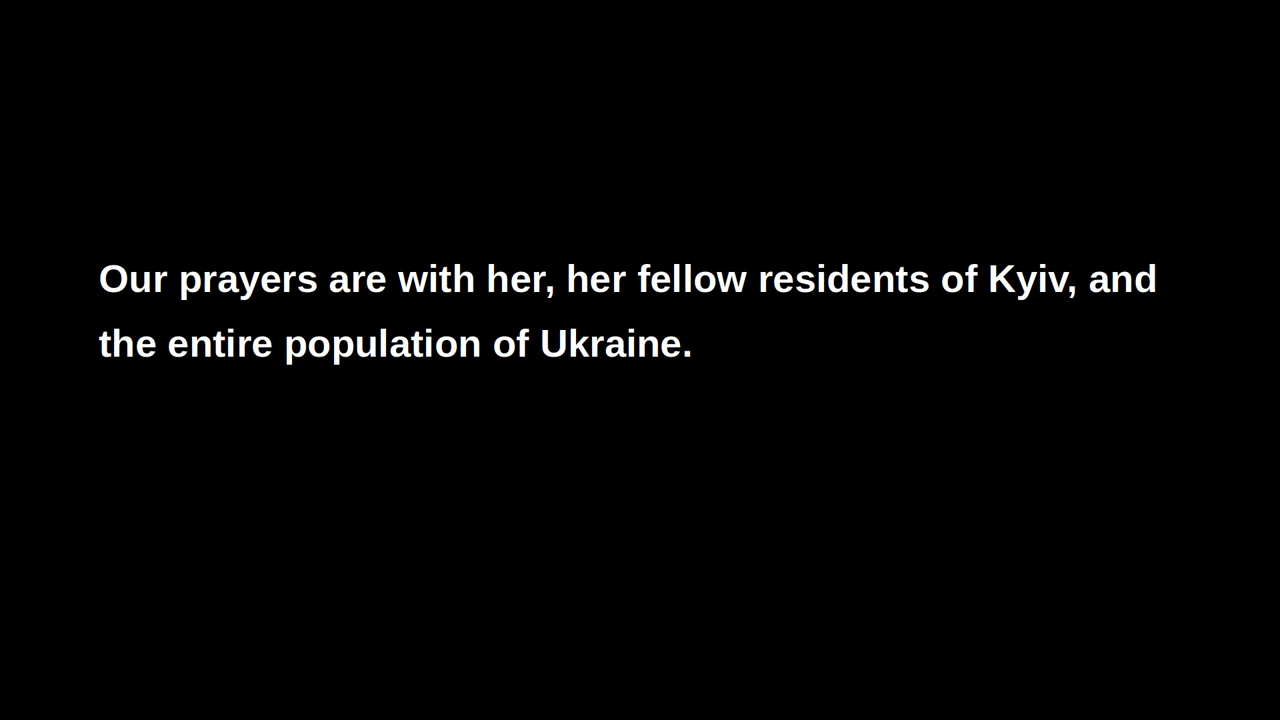 Our prayers are with her, her fellow residents of Kyiv, and
the entire population of Ukraine.